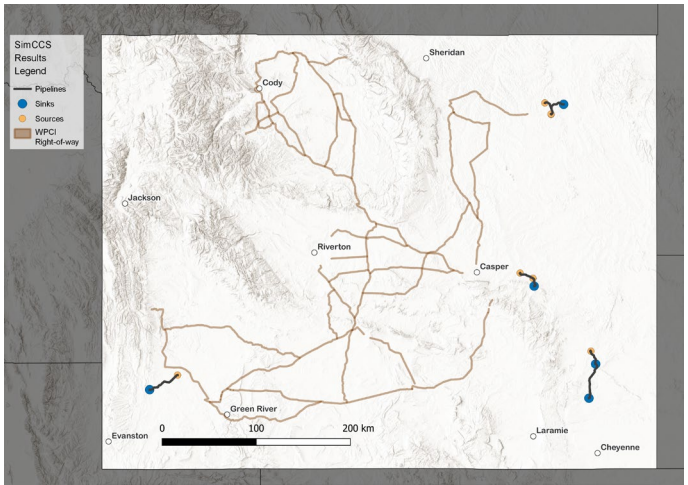 SimCCS
Results
Legend
Pipelines
Sinks
Sources
WPCI
Right-of-way
Sheridan
Cody
Jackson
Riverton
Casper
Green River
Evanston
0 100 200 km
Laramie
Cheyenne